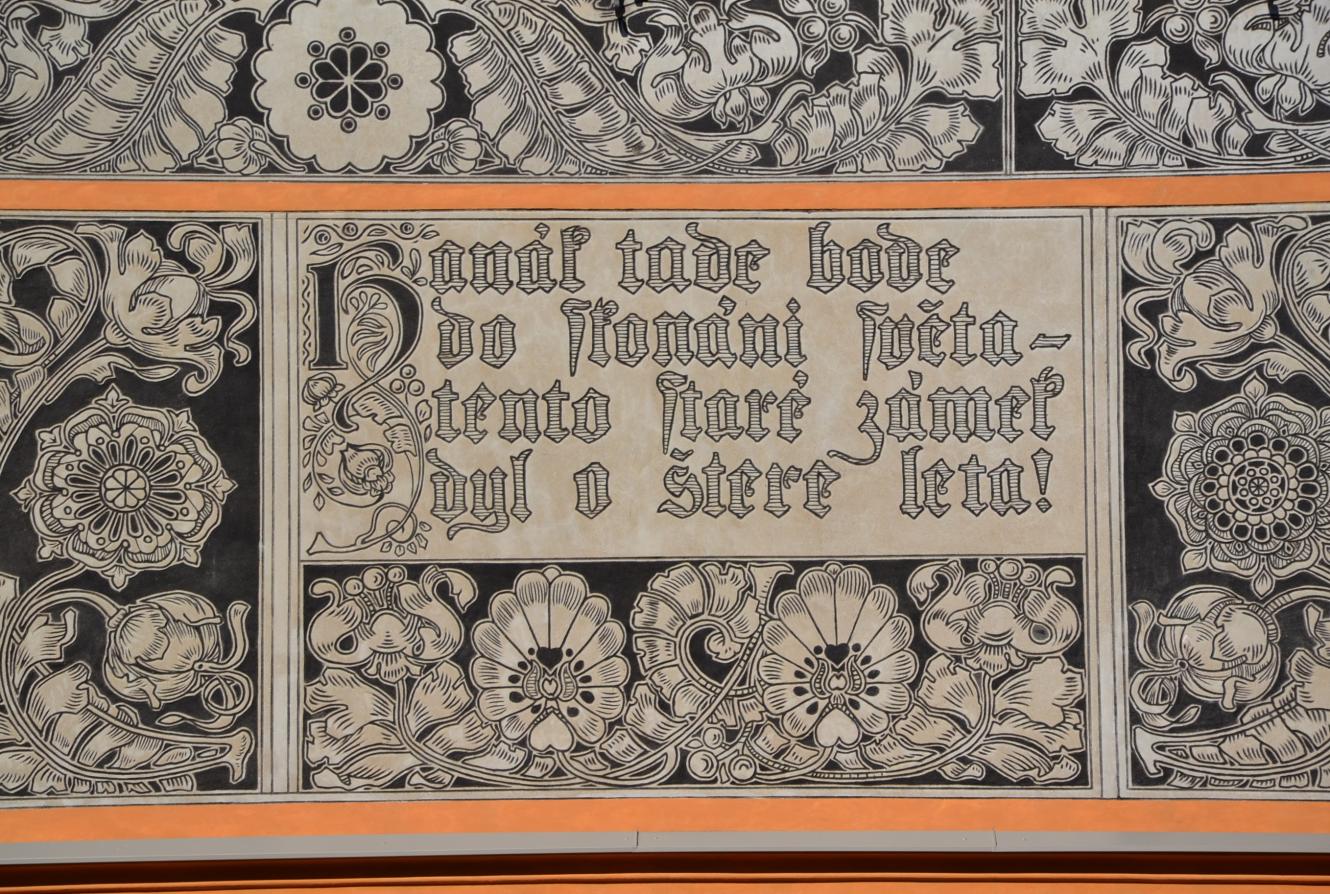 Hanák tade bode
do skonáni světa-
tento staré zámek
dyl o štere leta!